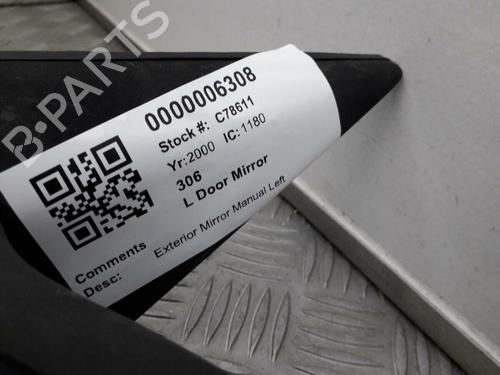 B-PARTS
0000006308
Stock #: C78611
Yr:2000 IC: 1180
306
L Door Mirror
Comments
Desc: Exterior Mirror Manual Left